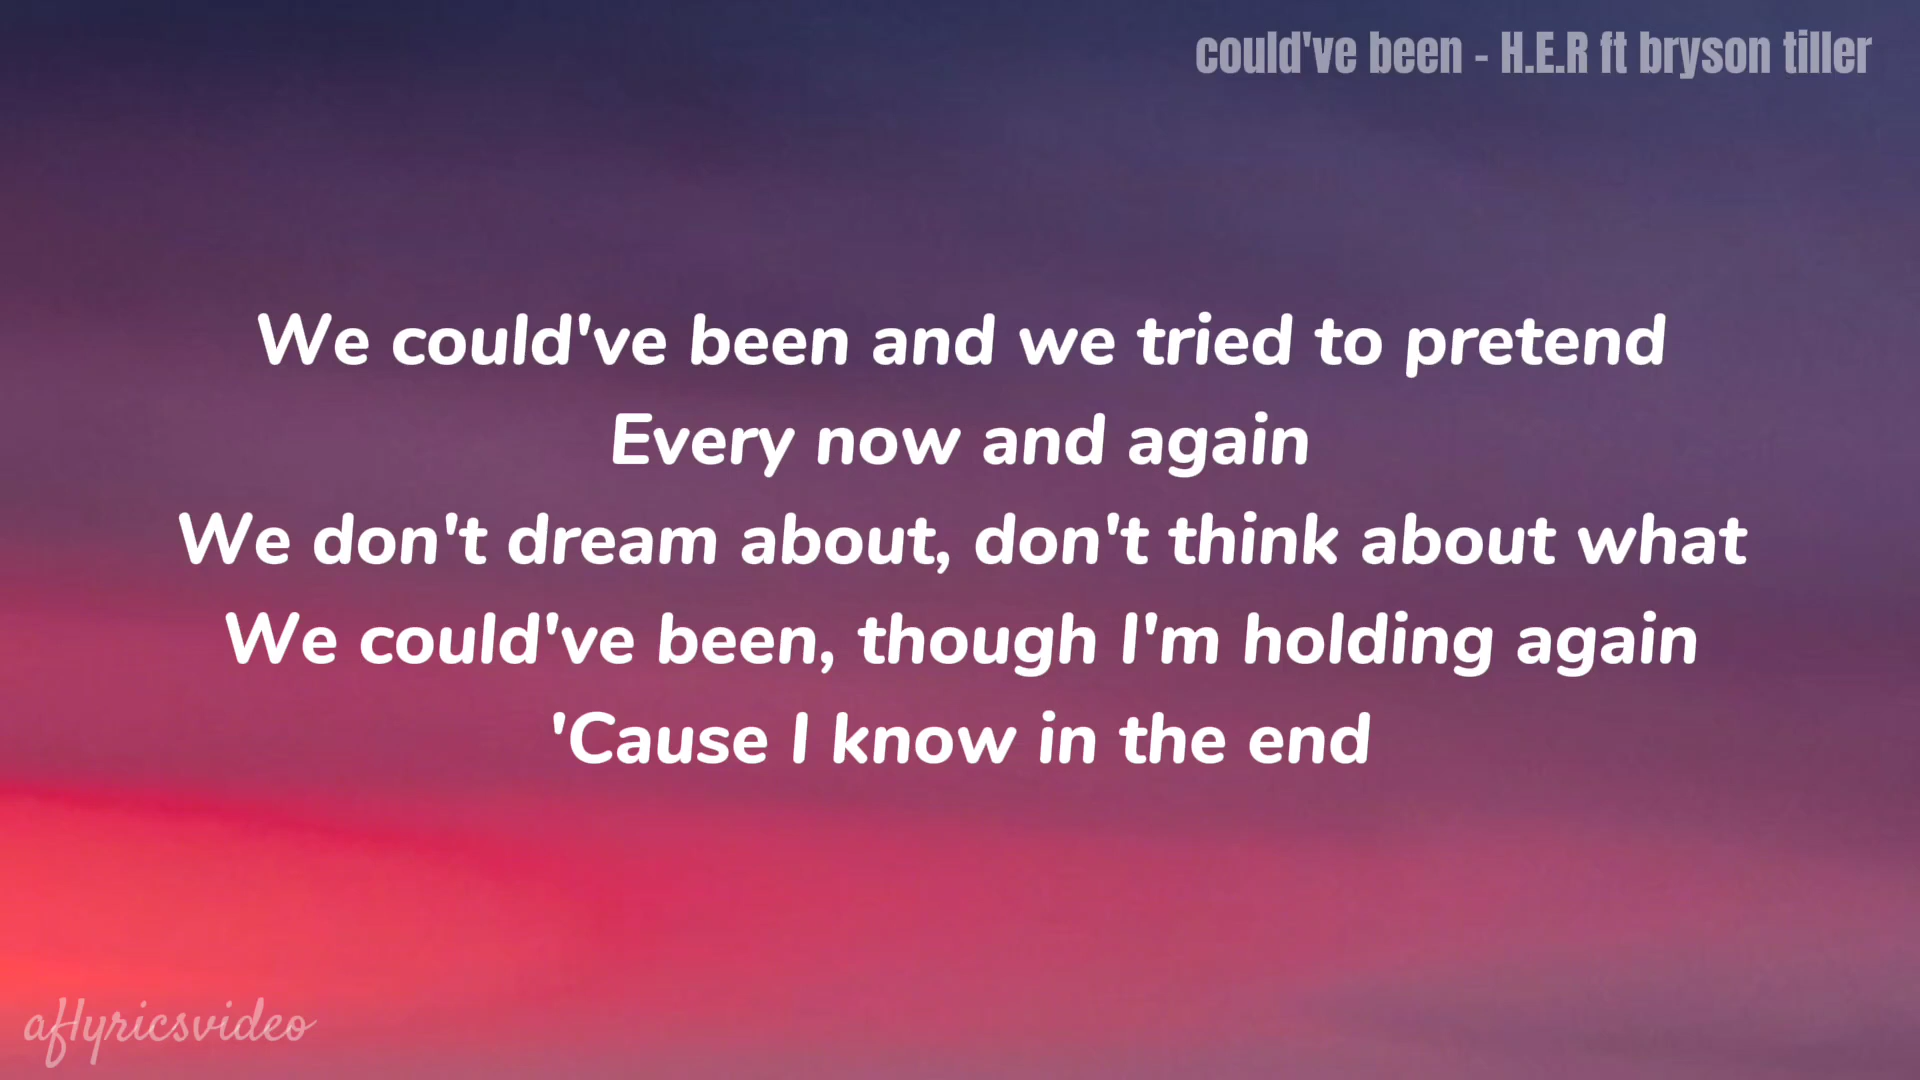 could've been - H.E.R ft bryson tiller
We could've been and we tried to pretend
Every now and again
We don't dream about, don't think about what
We could've been, though I'm holding again
'Cause I know in the end
aflyricsvideo